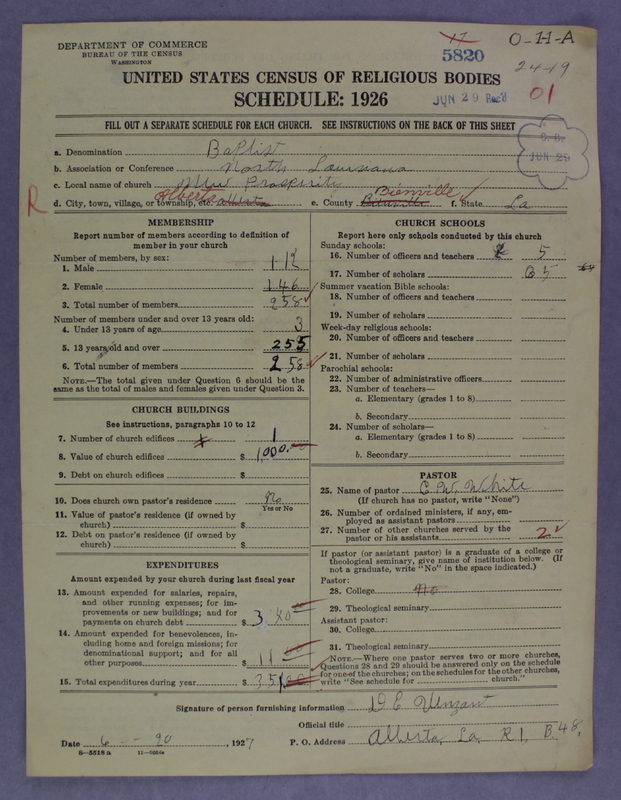 DEPARTMENT OF COMMERCE
BUREAU OF THE CENSUS
WASHINGTON
17
5820
O-H-A
24-19
UNITED STATES CENSUS OF RELIGIOUS BODIES
SCHEDULE: 1926
JUN 29 Rec'd
01
FILL OUT A SEPARATE SCHEDULE FOR EACH CHURCH. SEE INSTRUCTIONS ON THE BACK OF THIS SHEET
JUN 29
a. Denomination Baptist
b. Association or Conference North Louisiana
c. Local name of church New Prosperity
R d. City, town, village, or township, etc. Alberta e. County Bienville f. State La
MEMBERSHIP
Report number of members according to definition of
member in your church
Number of members, by sex:
1. Male 112
2. Female 146
3. Total number of members 258
Number of members under and over 13 years old:
4. Under 13 years of age 3
5. 13 years old and over 255
6. Total number of members 258
NOTE.—The total given under Question 6 should be the
same as the total of males and females given under Question 3.
CHURCH BUILDINGS
See instructions, paragraphs 10 to 12
7. Number of church edifices 1
8. Value of church edifices $ 1,000.00
9. Debt on church edifices $
10. Does church own pastor's residence No
Yes or No
11. Value of pastor's residence (if owned by
church) $
12. Debt on pastor's residence (if owned by
church) $
EXPENDITURES
Amount expended by your church during last fiscal year
13. Amount expended for salaries, repairs,
and other running expenses; for im-
provements or new buildings; and for
payments on church debt $ 340
14. Amount expended for benevolences, in-
cluding home and foreign missions; for
denominational support; and for all
other purposes $ 11
15. Total expenditures during year $ 351
CHURCH SCHOOLS
Report here only schools conducted by this church
Sunday schools:
16. Number of officers and teachers 5
17. Number of scholars 65
Summer vacation Bible schools:
18. Number of officers and teachers
19. Number of scholars
Week-day religious schools:
20. Number of officers and teachers
21. Number of scholars
Parochial schools:
22. Number of administrative officers
23. Number of teachers—
a. Elementary (grades 1 to 8)
b. Secondary
24. Number of scholars—
a. Elementary (grades 1 to 8)
b. Secondary
PASTOR
25. Name of pastor C. W. White
(If church has no pastor, write "None")
26. Number of ordained ministers, if any, em-
ployed as assistant pastors
27. Number of other churches served by the
pastor or his assistants 2
If pastor (or assistant pastor) is a graduate of a college or
theological seminary, give name of institution below. (If
not a graduate, write "No" in the space indicated.)
Pastor:
28. College No
29. Theological seminary
Assistant pastor:
30. College
31. Theological seminary
NOTE.—Where one pastor serves two or more churches,
Questions 28 and 29 should be answered only on the schedule
for one of the churches; on the schedules for the other churches,
write "See schedule for church."
Signature of person furnishing information D E
Official title
Date 6 — 20, 1927 P. O. Address Alberta, La. R 1, B. 48,
8—5518 a 11—9054a